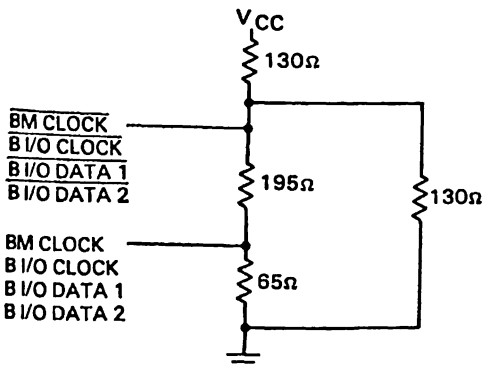 VCC
130Ω
BM CLOCK
B I/O CLOCK
B I/O DATA 1
B I/O DATA 2
195Ω
130Ω
BM CLOCK
B I/O CLOCK
B I/O DATA 1
B I/O DATA 2
65Ω